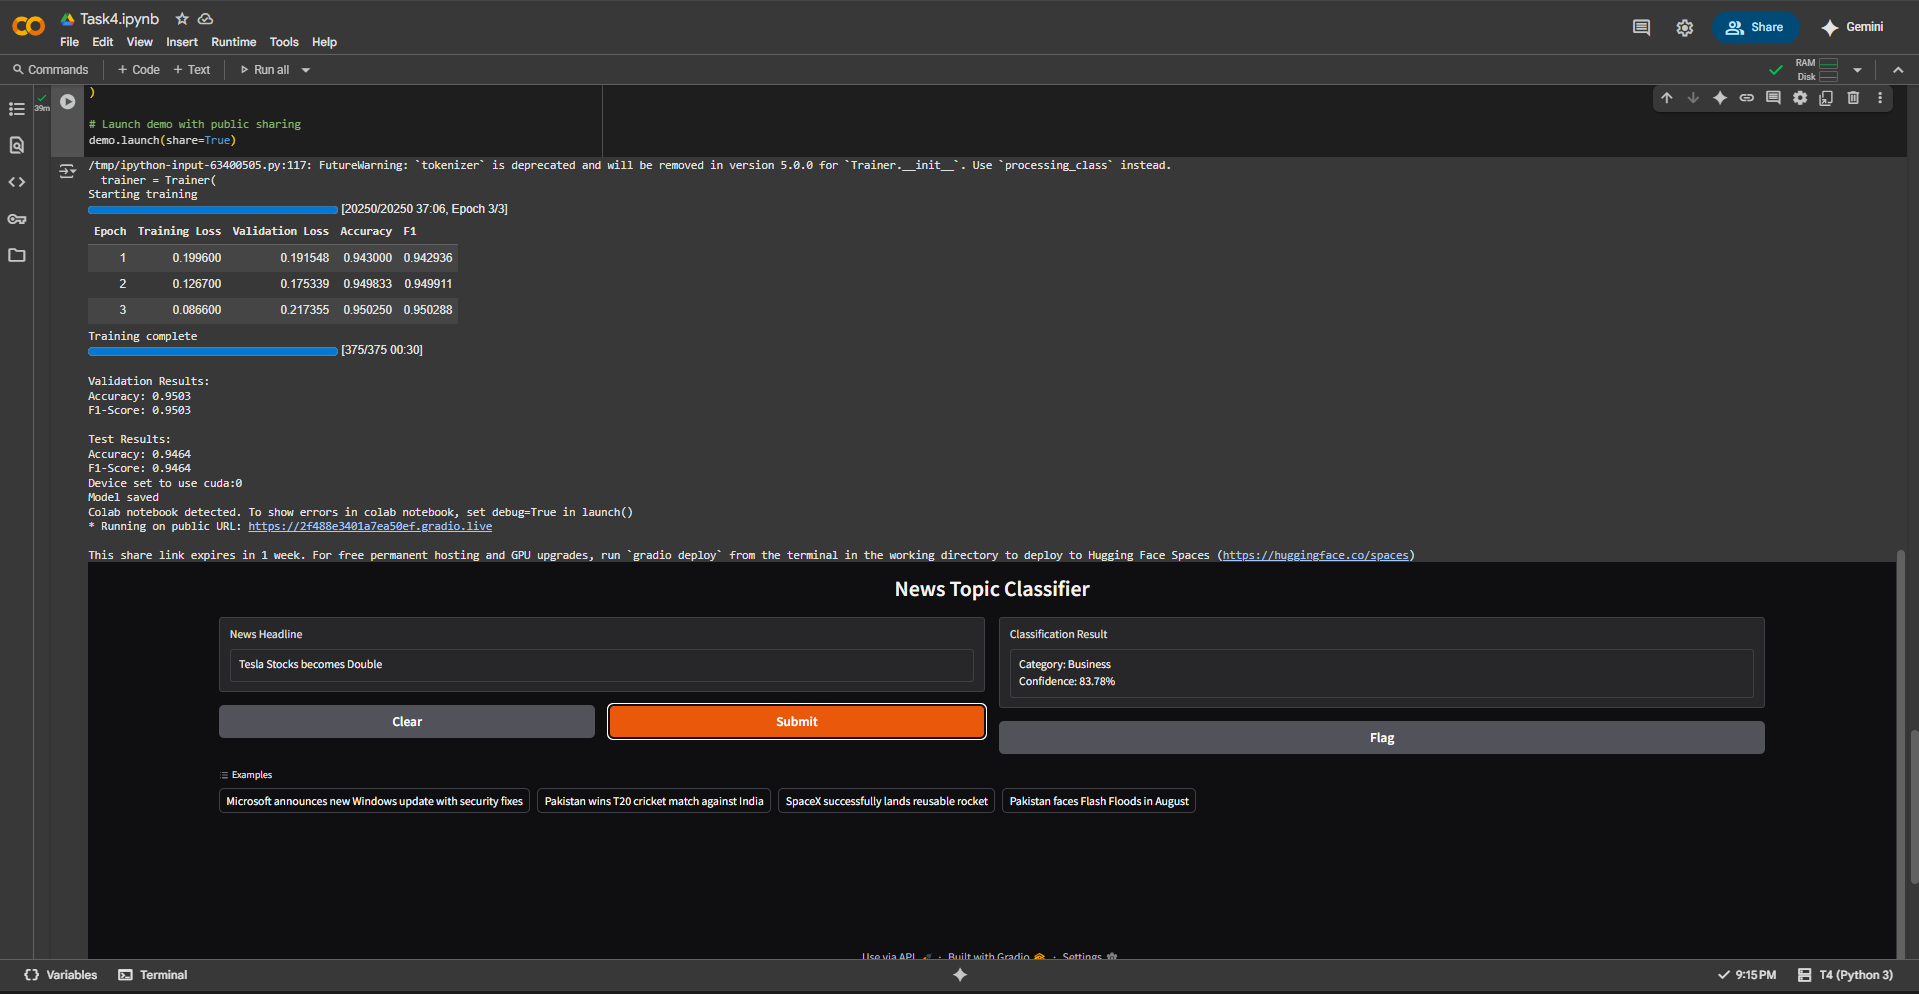 Task4.ipynb
File Edit View Insert Runtime Tools Help
Share
Gemini
Commands + Code + Text Run all
RAM
Disk
39m
)
# Launch demo with public sharing
demo.launch(share=True)
/tmp/ipython-input-63400505.py:117: FutureWarning: `tokenizer` is deprecated and will be removed in version 5.0.0 for `Trainer.__init__`. Use `processing_class` instead.
trainer = Trainer(
Starting training
[20250/20250 37:06, Epoch 3/3]
Epoch Training Loss Validation Loss Accuracy F1
1 0.199600 0.191548 0.943000 0.942936
2 0.126700 0.175339 0.949833 0.949911
3 0.086600 0.217355 0.950250 0.950288
Training complete
[375/375 00:30]
Validation Results:
Accuracy: 0.9503
F1-Score: 0.9503
Test Results:
Accuracy: 0.9464
F1-Score: 0.9464
Device set to use cuda:0
Model saved
Colab notebook detected. To show errors in colab notebook, set debug=True in launch()
* Running on public URL: https://2f488e3401a7ea50ef.gradio.live
This share link expires in 1 week. For free permanent hosting and GPU upgrades, run `gradio deploy` from the terminal in the working directory to deploy to Hugging Face Spaces (https://huggingface.co/spaces)
News Topic Classifier
News Headline
Tesla Stocks becomes Double
Clear
Submit
Classification Result
Category: Business
Confidence: 83.78%
Flag
Examples
Microsoft announces new Windows update with security fixes
Pakistan wins T20 cricket match against India
SpaceX successfully lands reusable rocket
Pakistan faces Flash Floods in August
Use via API · Built with Gradio · Settings
Variables Terminal
9:15 PM T4 (Python 3)